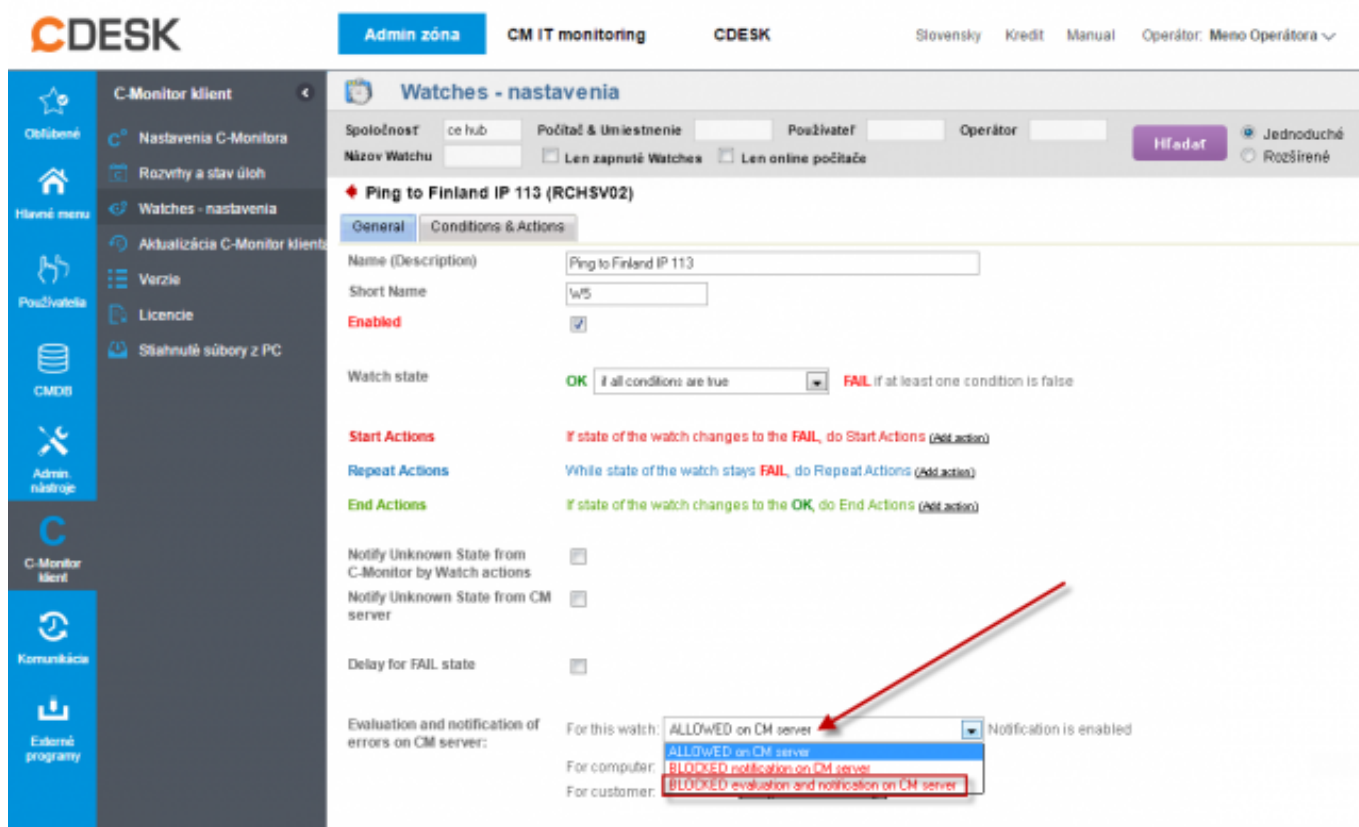 CDESK
Admin zóna CM IT monitoring CDESK Slovensky Kredit Manual Operátor: Meno Operátora
Obľúbené
Hlavné menu
Používatelia
CMDB
Admin. nástroje
C-Monitor klient
Komunikácia
Externé programy
C-Monitor klient
Nastavenia C-Monitora
Rozvrhy a stav úloh
Watches - nastavenia
Aktualizácia C-Monitor klienta
Verzie
Licencie
Stiahnuté súbory z PC
Watches - nastavenia
Spoločnosť ce hub Počítač & Umiestnenie Používateľ Operátor
Názov Watchu Len zapnuté Watches Len online počítače
Hľadať
Jednoduché
Rozšírené
Ping to Finland IP 113 (RCHSV02)
General Conditions & Actions
Name (Description) Ping to Finland IP 113
Short Name W5
Enabled
Watch state OK if all conditions are true FAIL if at least one condition is false
Start Actions If state of the watch changes to the FAIL, do Start Actions (Add action)
Repeat Actions While state of the watch stays FAIL, do Repeat Actions (Add action)
End Actions If state of the watch changes to the OK, do End Actions (Add action)
Notify Unknown State from
C-Monitor by Watch actions
Notify Unknown State from CM
server
Delay for FAIL state
Evaluation and notification of
errors on CM server:
For this watch: ALLOWED on CM server Notification is enabled
ALLOWED on CM server
For computer: BLOCKED notification on CM server
For customer: BLOCKED evaluation and notification on CM server